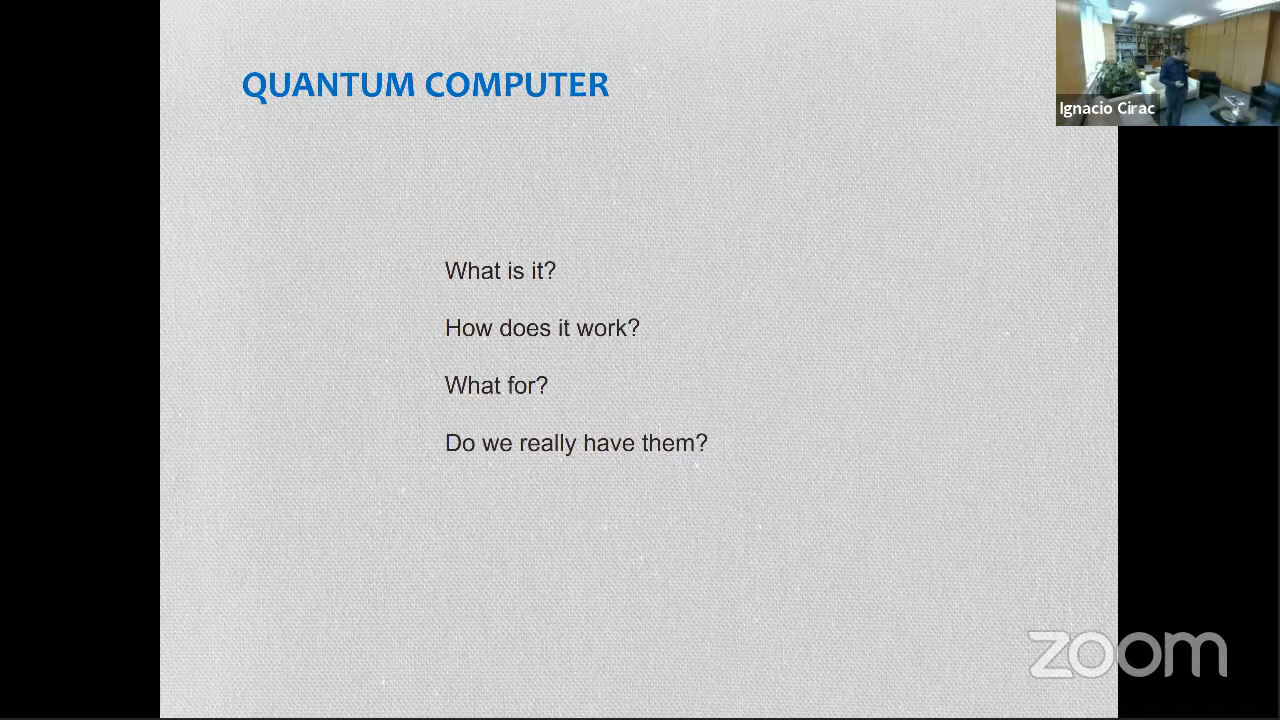 QUANTUM COMPUTER
Ignacio Cirac
What is it?
How does it work?
What for?
Do we really have them?
zoom